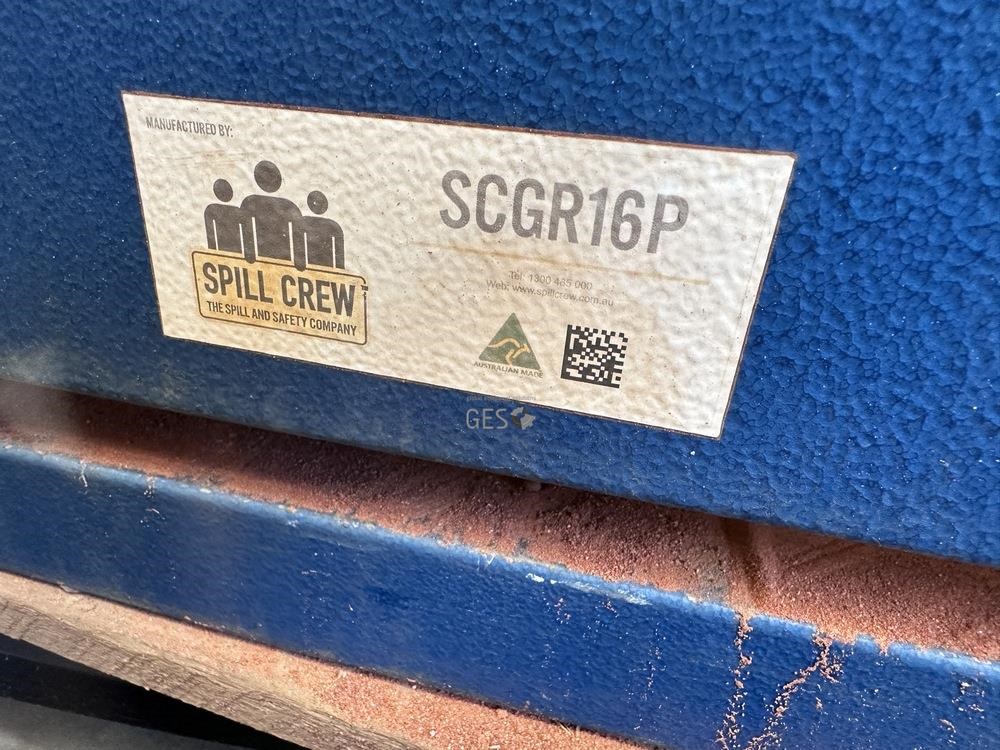 MANUFACTURED BY:
SPILL CREW
THE SPILL AND SAFETY COMPANY
SCGR16P
Tel: 1300 465 000
Web: www.spillcrew.com.au
AUSTRALIAN MADE
GES